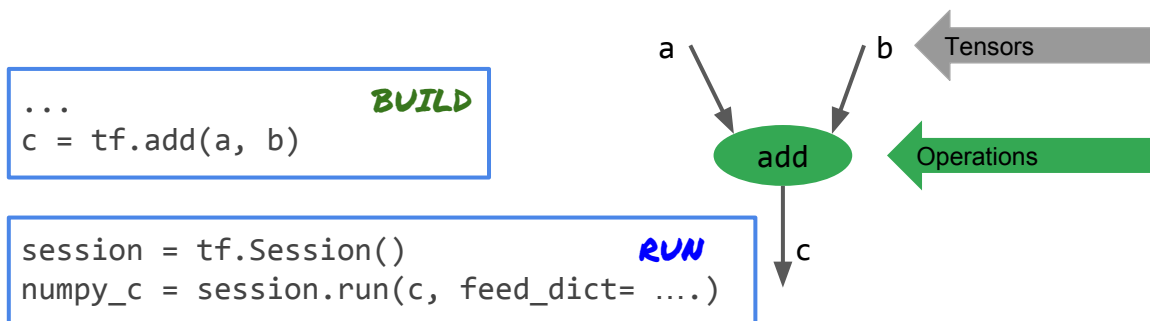 ... BUILD
c = tf.add(a, b)
session = tf.Session() RUN
numpy_c = session.run(c, feed_dict= ....)
a b Tensors
add Operations
c